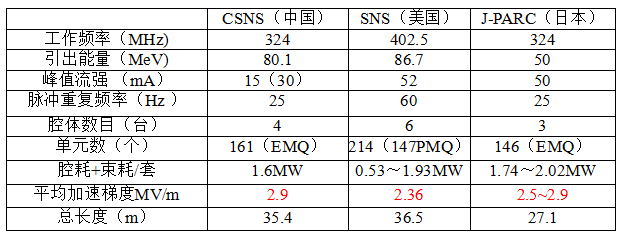 CSNS（中国） SNS（美国） J-PARC（日本）
工作频率（MHz) 324 402.5 324
引出能量（MeV) 80.1 86.7 50
峰值流强 （mA） 15（30） 52 50
脉冲重复频率（Hz ） 25 60 25
腔体数目（台） 4 6 3
单元数（个） 161（EMQ） 214（147PMQ） 146（EMQ）
腔耗+束耗/套 1.6MW 0.53～1.93MW 1.74～2.02MW
平均加速梯度MV/m 2.9 2.36 2.5~2.9
总长度（m） 35.4 36.5 27.1